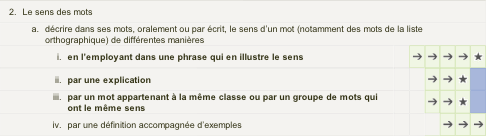 2. Le sens des mots
a. décrire dans ses mots, oralement ou par écrit, le sens d'un mot (notamment des mots de la liste
orthographique) de différentes manières
i. en l'employant dans une phrase qui en illustre le sens → → → → ★
ii. par une explication → → ★
iii. par un mot appartenant à la même classe ou par un groupe de mots qui → → ★
ont le même sens
iv. par une définition accompagnée d'exemples → → →